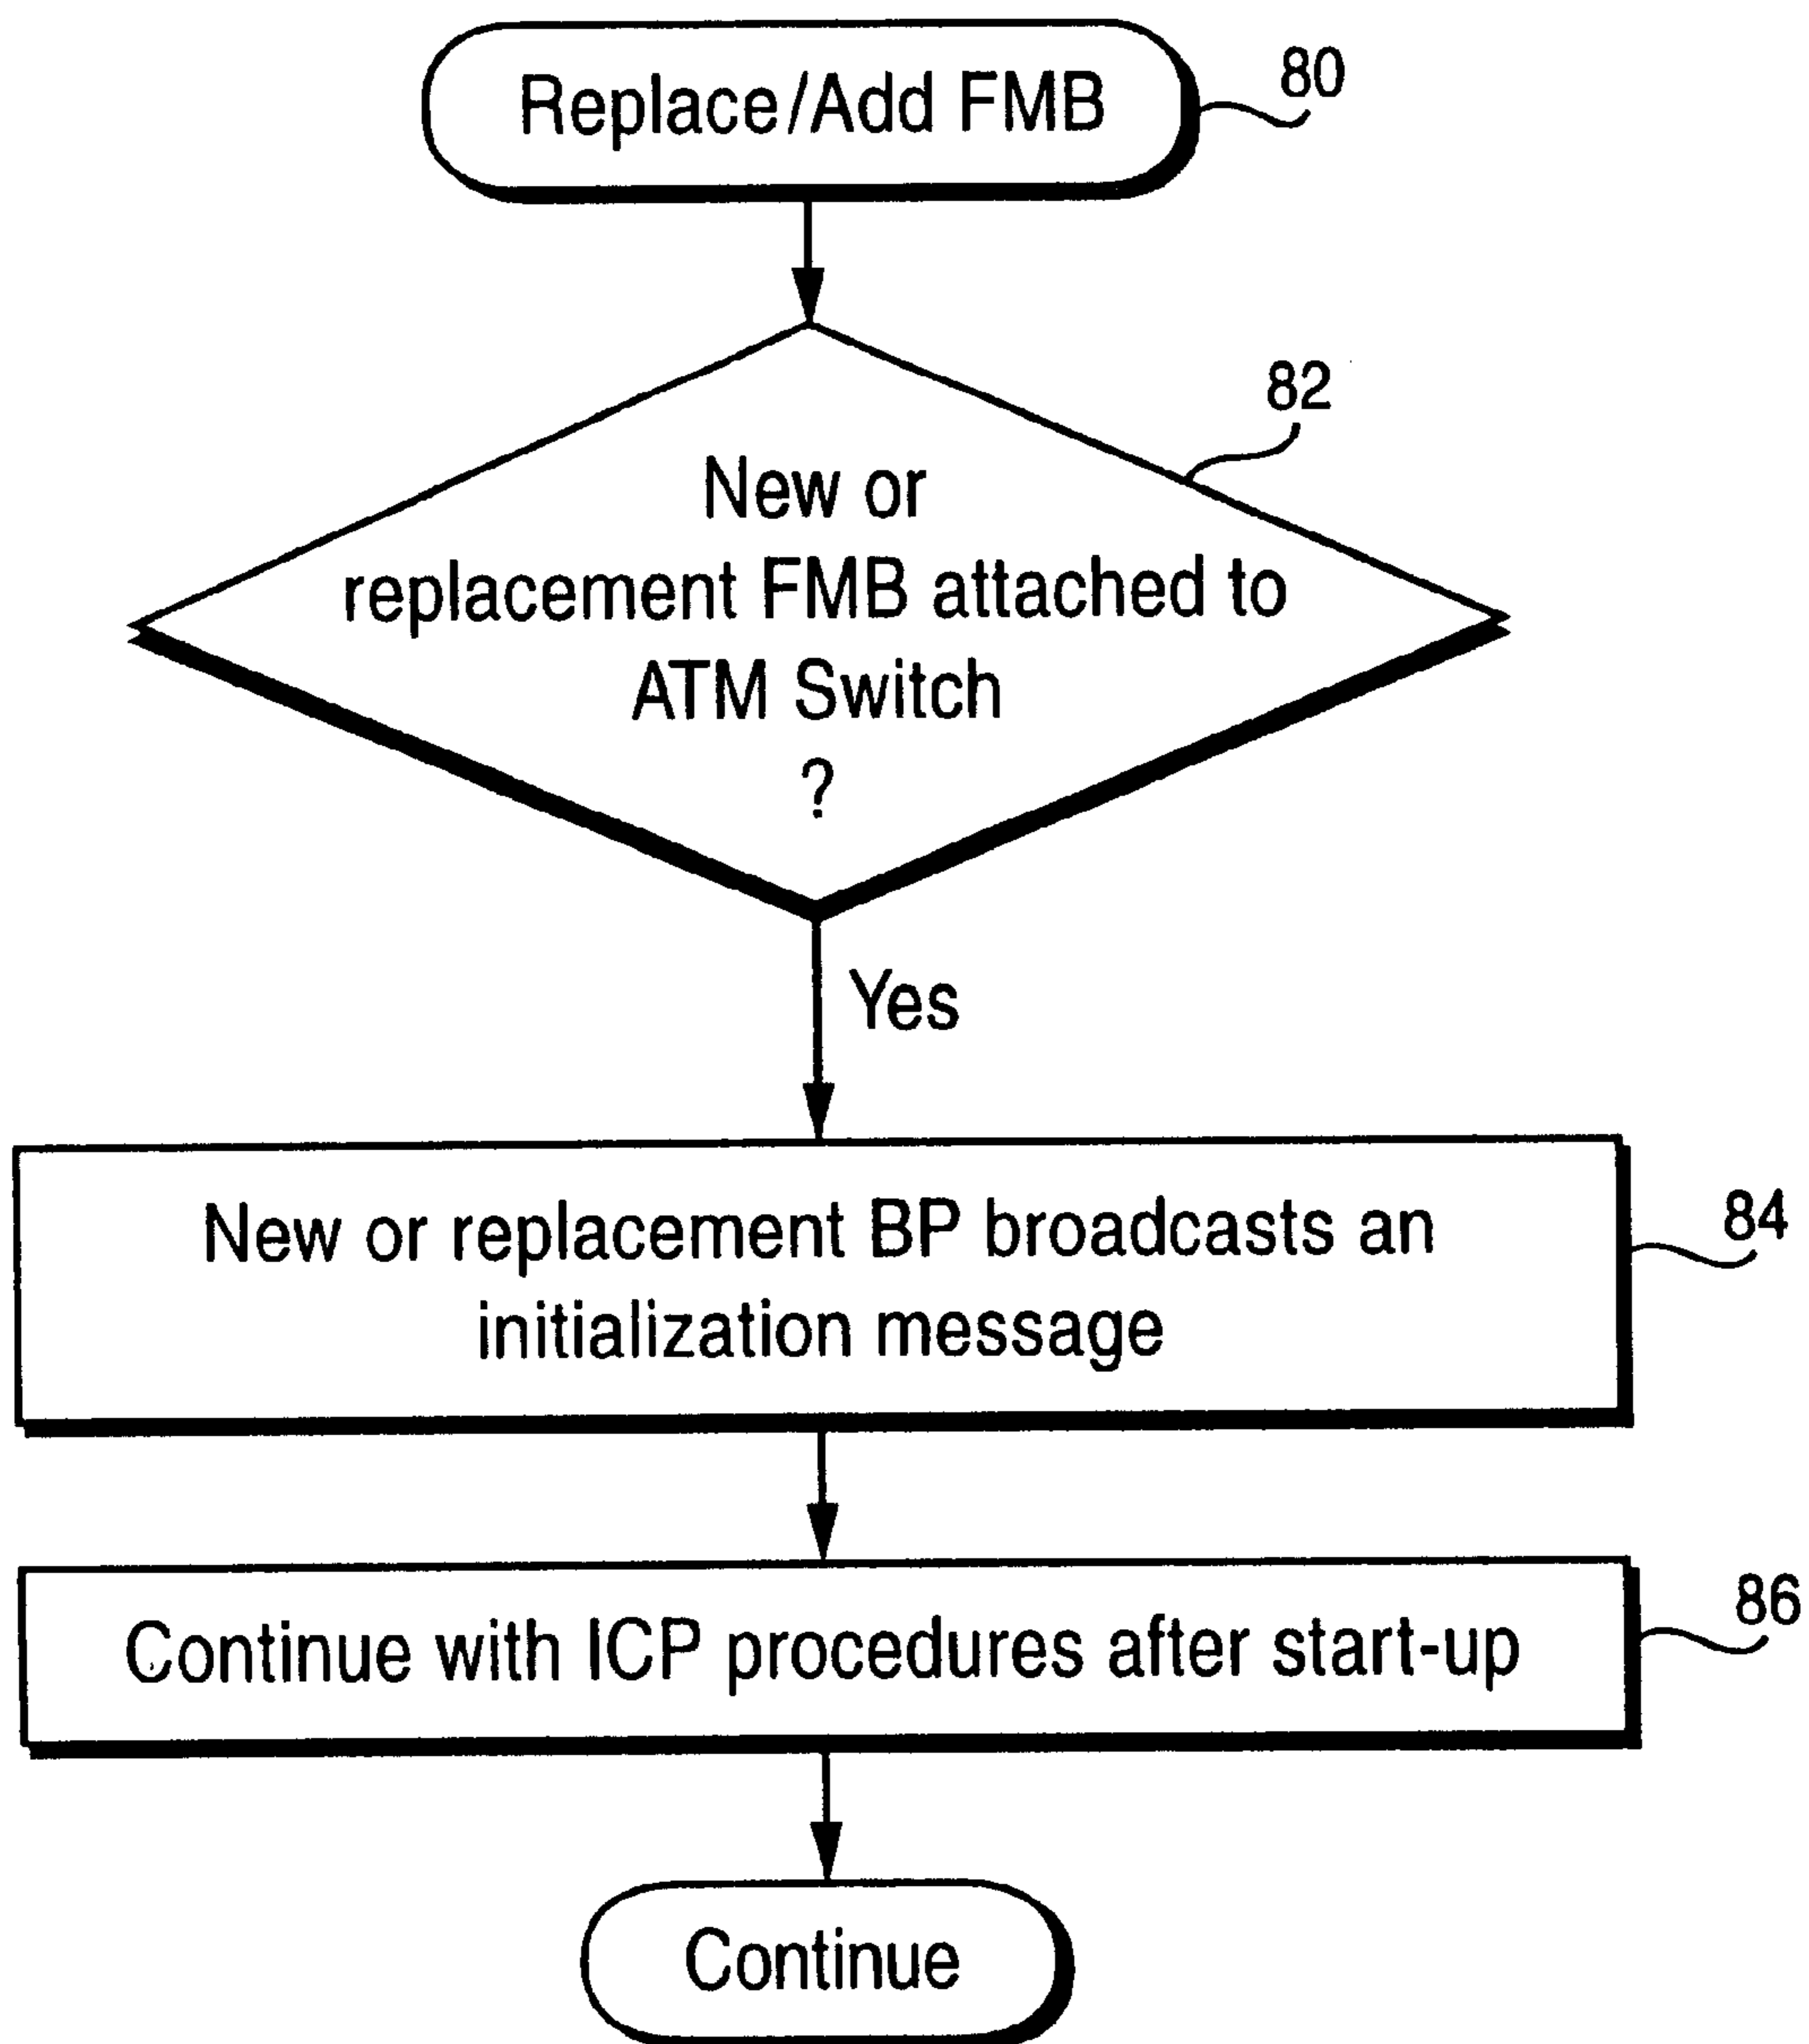 Replace/Add FMB
80
82
New or
replacement FMB attached to
ATM Switch
?
Yes
New or replacement BP broadcasts an
initialization message
84
Continue with ICP procedures after start-up
86
Continue